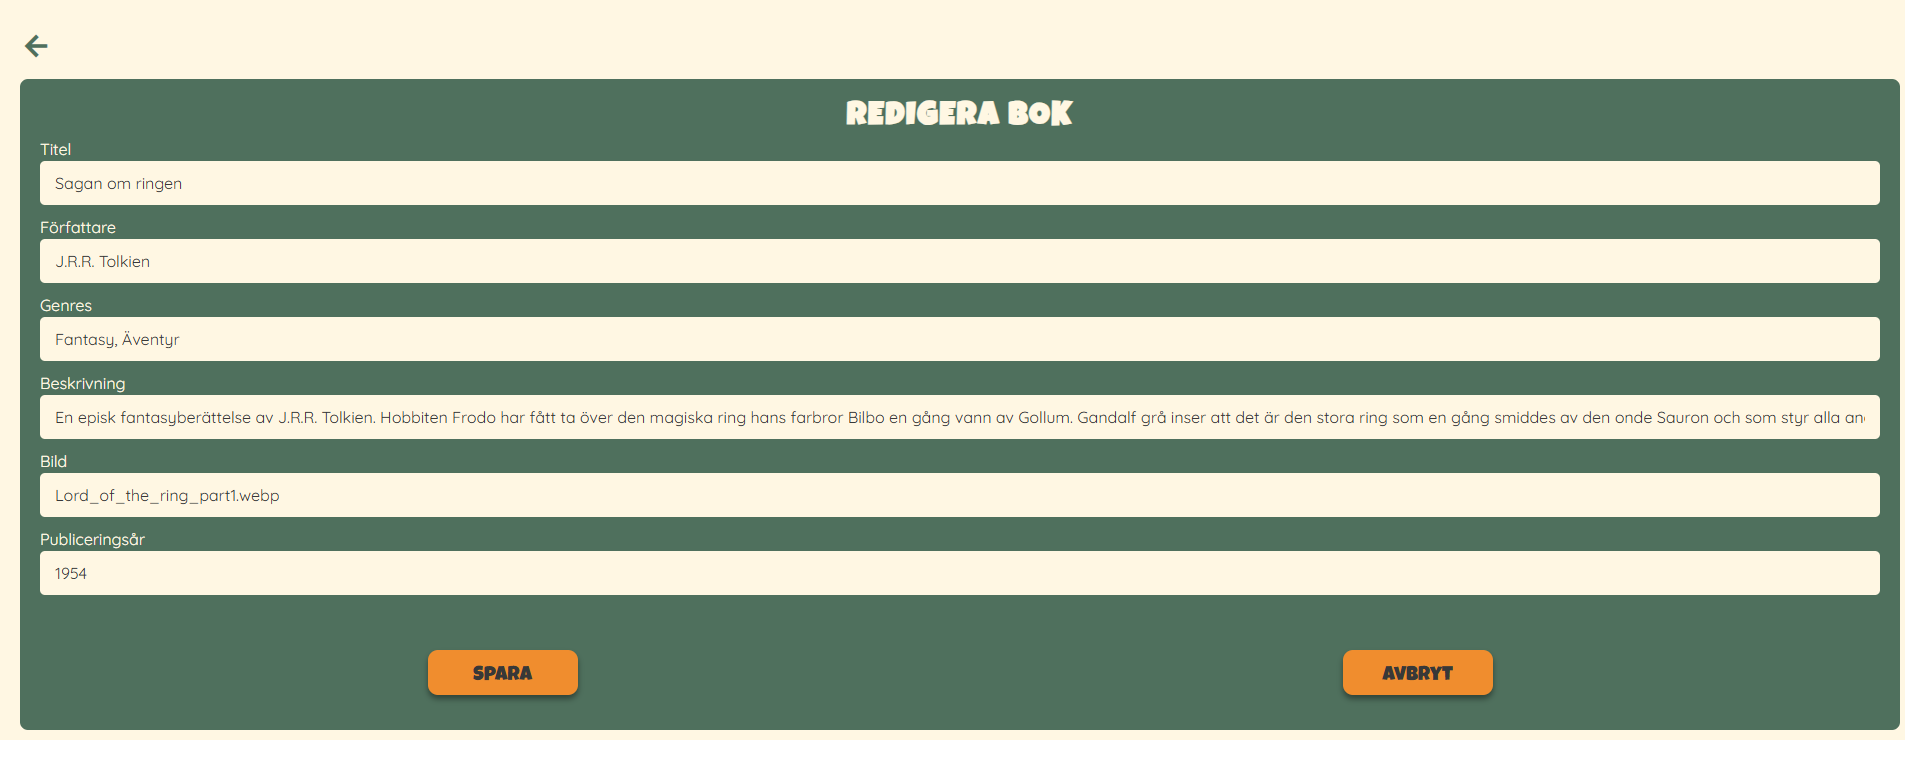 REDIGERA BOK
Titel
Sagan om ringen
Författare
J.R.R. Tolkien
Genres
Fantasy, Äventyr
Beskrivning
En episk fantasyberättelse av J.R.R. Tolkien. Hobbiten Frodo har fått ta över den magiska ring hans farbror Bilbo en gång vann av Gollum. Gandalf grå inser att det är den stora ring som en gång smiddes av den onde Sauron och som styr alla
Bild
Lord_of_the_ring_part1.webp
Publiceringsår
1954
SPARA
AVBRYT